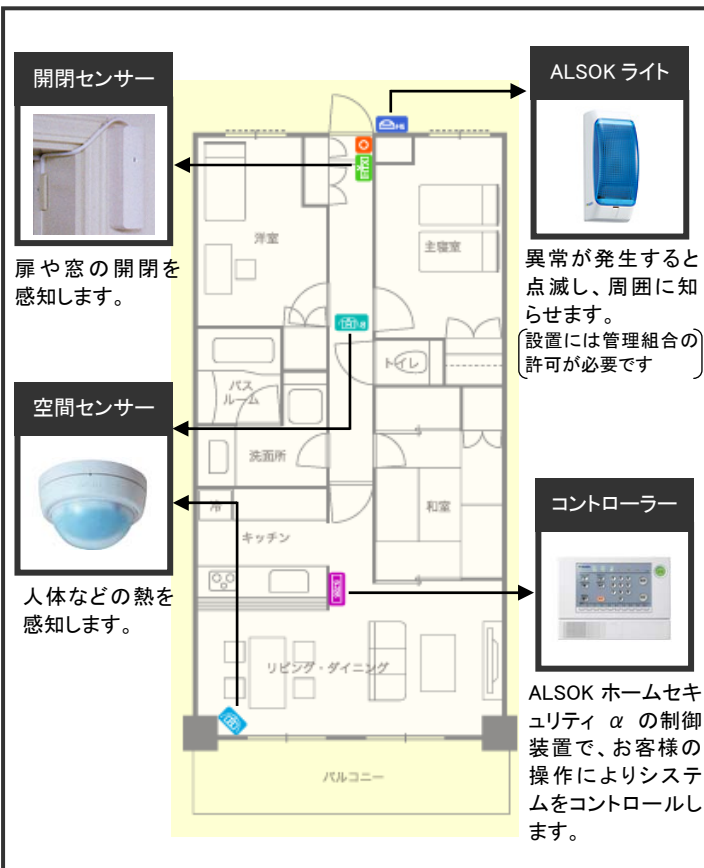 開閉センサー
扉や窓の開閉を
感知します。
空間センサー
人体などの熱を
感知します。
洋室
主寝室
トイレ
バス
ルーム
洗面所
冷
キッチン
和室
リビング・ダイニング
バルコニー
ALSOK ライト
異常が発生すると
点滅し、周囲に知
らせます。
設置には管理組合の
許可が必要です
コントローラー
ALSOK ホームセキ
ュリティ α の制御
装置で、お客様の
操作によりシステ
ムをコントロールし
ます。